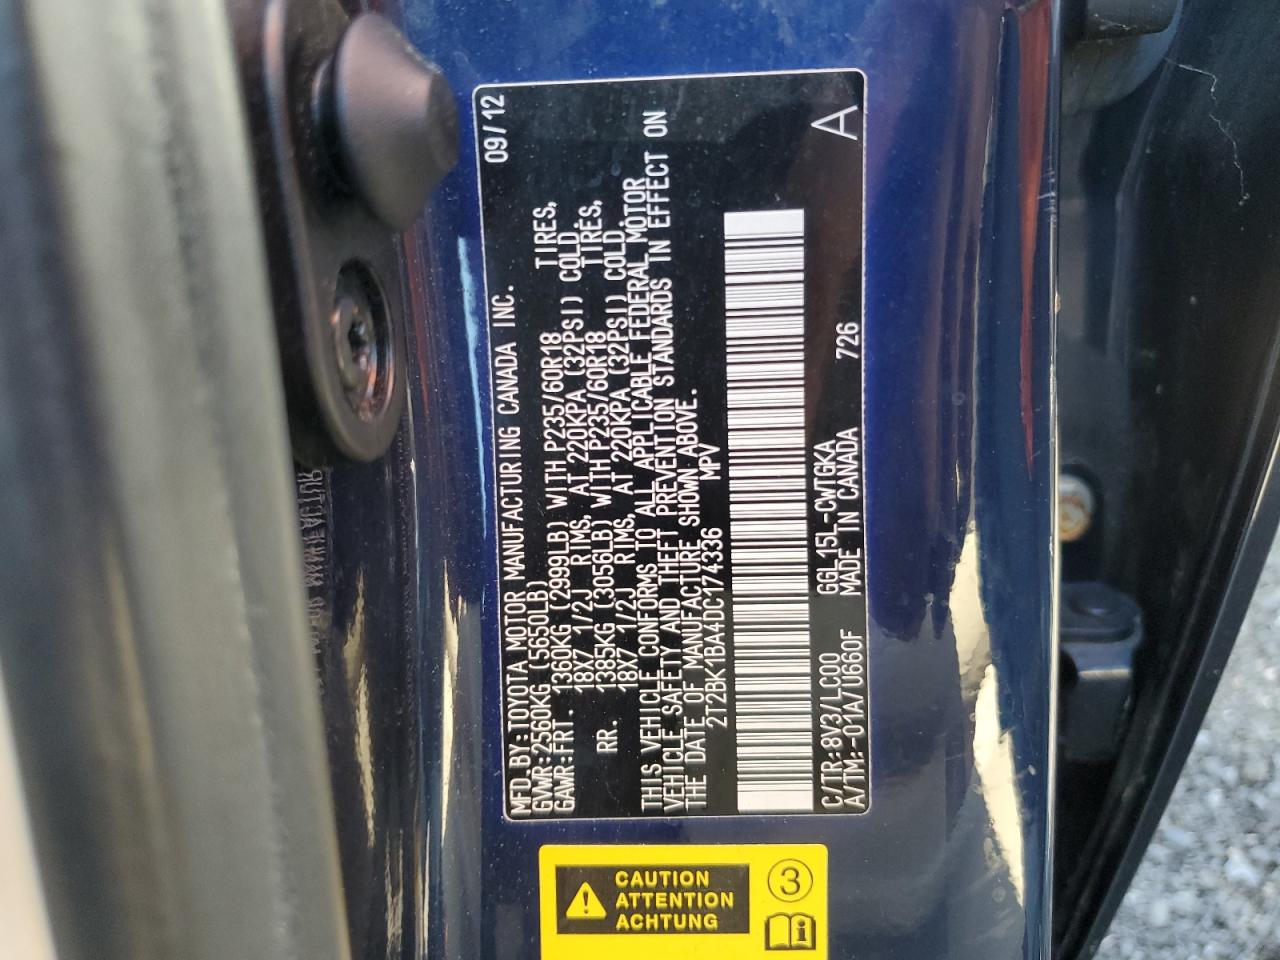 MFD.BY:TOYOTA MOTOR MANUFACTURING CANADA INC. 09/12
GVWR:2560KG (5650LB)
GAWR:FRT. 1360KG (2999LB) WITH P235/60R18 TIRES,
18X7 1/2J RIMS, AT 220KPA (32PSI) COLD.
RR. 1385KG (3056LB) WITH P235/60R18 TIRES,
18X7 1/2J RIMS, AT 220KPA (32PSI) COLD.
THIS VEHICLE CONFORMS TO ALL APPLICABLE FEDERAL MOTOR
VEHICLE SAFETY AND THEFT PREVENTION STANDARDS IN EFFECT ON
THE DATE OF MANUFACTURE SHOWN ABOVE.
2T2BK1BA4DC174336 MPV
C/TR:8V3/LC00 GGL15L-CWTGKA A
A/TM:-01A/U660F MADE IN CANADA 726
CAUTION
ATTENTION
ACHTUNG
3
i